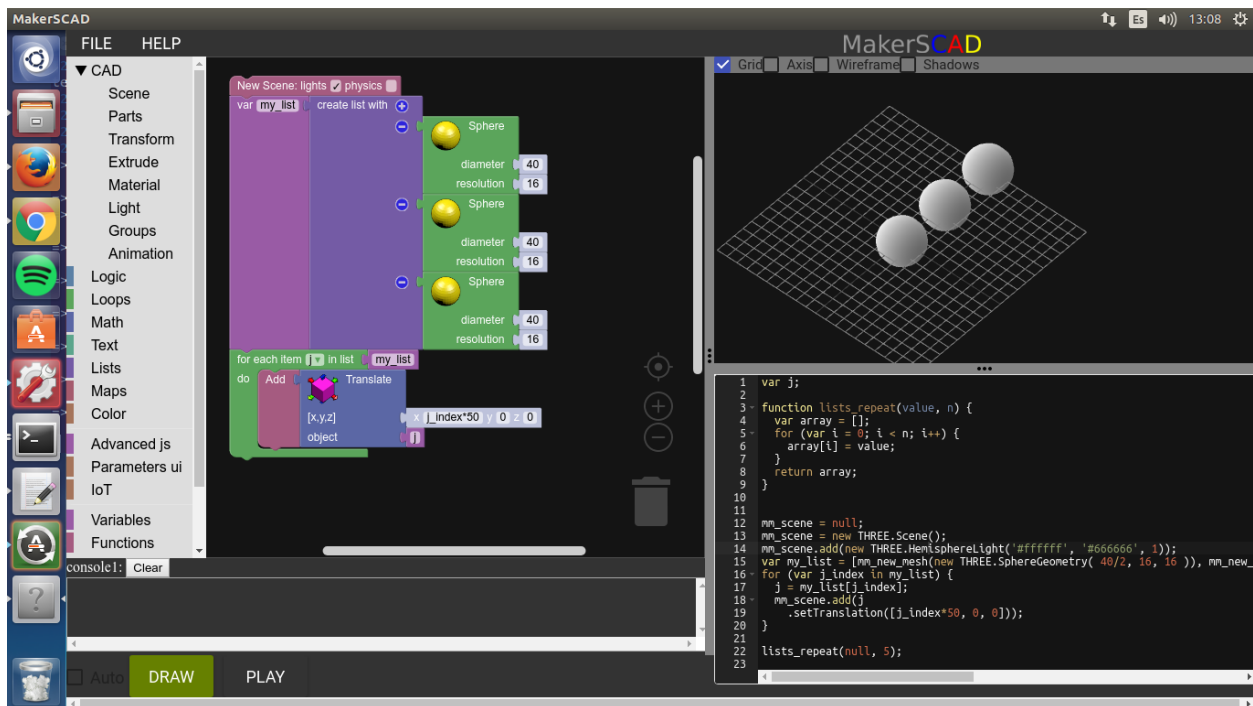 MakerSCAD
Es
13:08
FILE HELP
MakerSCAD
▼ CAD
Scene
Parts
Transform
Extrude
Material
Light
Groups
Animation
Logic
Loops
Math
Text
Lists
Maps
Color
Advanced js
Parameters ui
IoT
Variables
Functions
New Scene: lights physics
var my_list create list with
Sphere
diameter 40
resolution 16
Sphere
diameter 40
resolution 16
Sphere
diameter 40
resolution 16
for each item j in list my_list
do Add Translate
[x,y,z] x j_index*50 y 0 z 0
object j
Grid Axis Wireframe Shadows
1 var j;
2
3 function lists_repeat(value, n) {
4 var array = [];
5 for (var i = 0; i < n; i++) {
6 array[i] = value;
7 }
8 return array;
9 }
10
11
12 mm_scene = null;
13 mm_scene = new THREE.Scene();
14 mm_scene.add(new THREE.HemisphereLight('#ffffff', '#666666', 1));
15 var my_list = [mm_new_mesh(new THREE.SphereGeometry( 40/2, 16, 16 )), mm_new_
16 for (var j_index in my_list) {
17 j = my_list[j_index];
18 mm_scene.add(j
19 .setTranslation([j_index*50, 0, 0]));
20 }
21
22 lists_repeat(null, 5);
23
console1: Clear
Auto DRAW PLAY